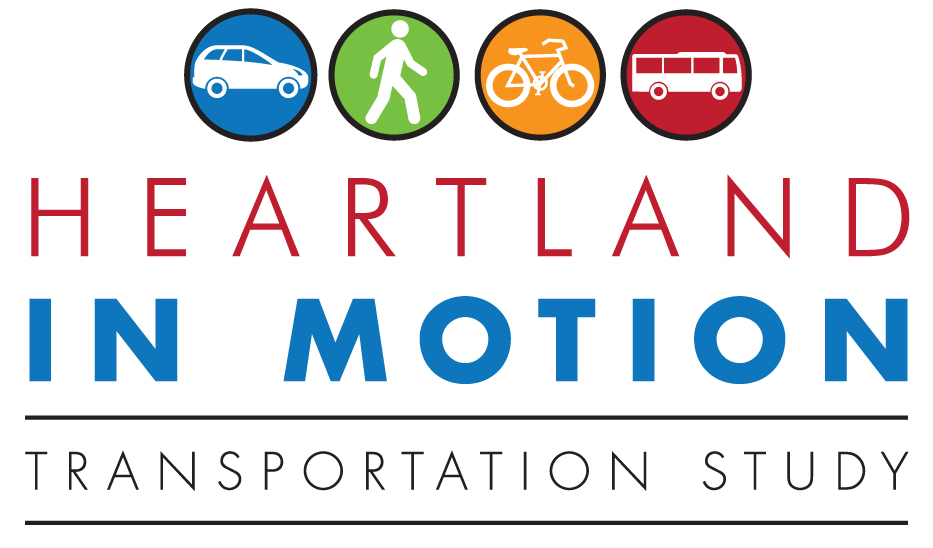 HEARTLAND
IN MOTION
TRANSPORTATION STUDY